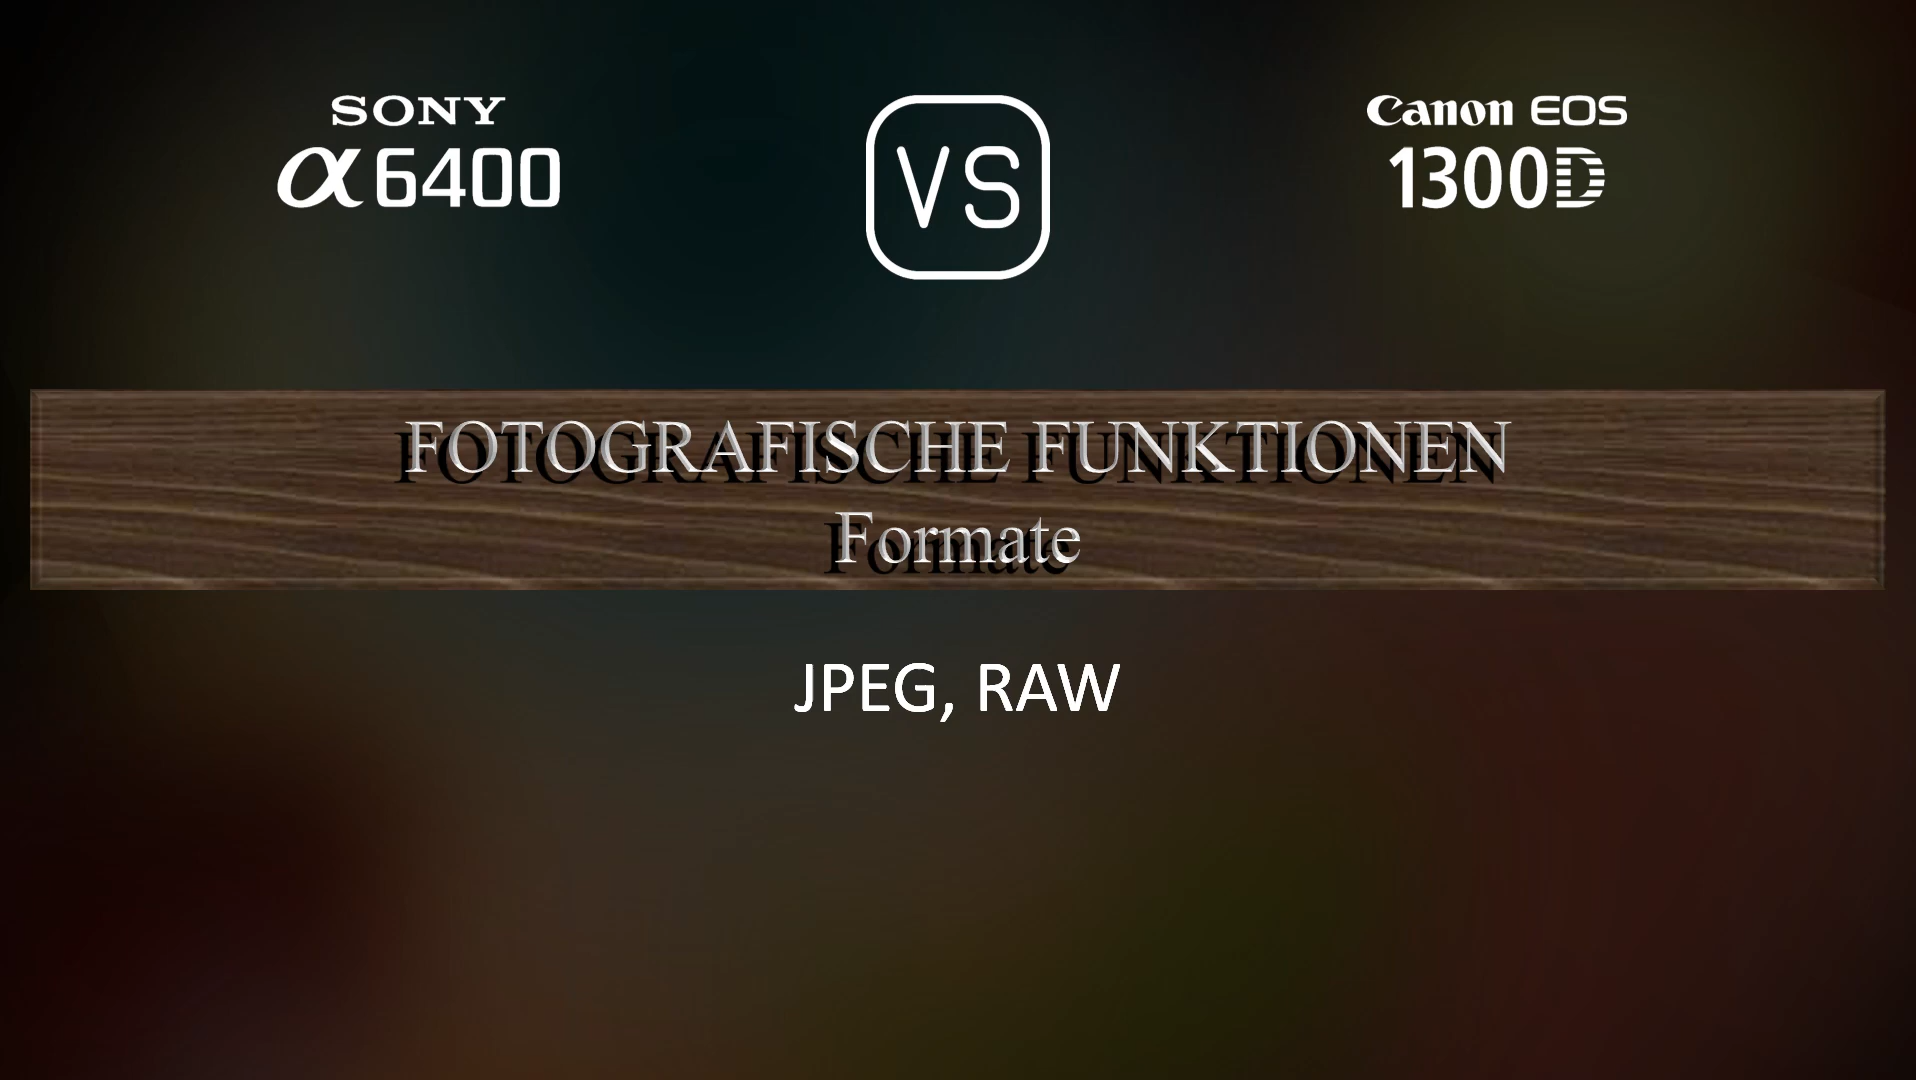 SONY
α6400
VS
Canon EOS
1300D
FOTOGRAFISCHE FUNKTIONEN
Formate
JPEG, RAW